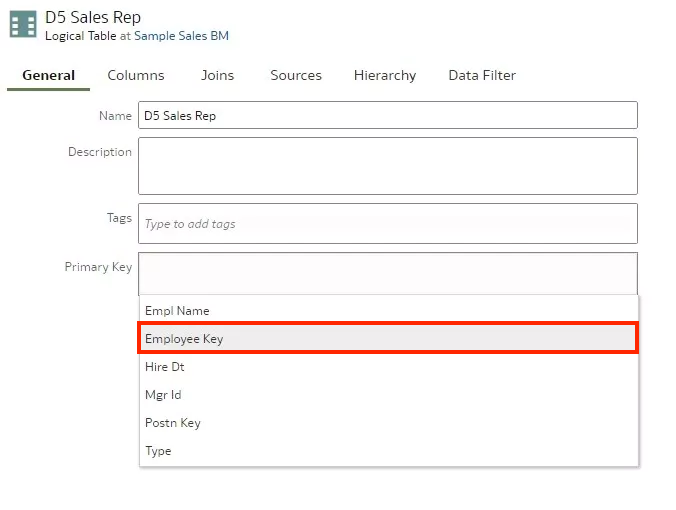 D5 Sales Rep
Logical Table at Sample Sales BM
General Columns Joins Sources Hierarchy Data Filter
Name D5 Sales Rep
Description
Tags Type to add tags
Primary Key
Empl Name
Employee Key
Hire Dt
Mgr Id
Postn Key
Type